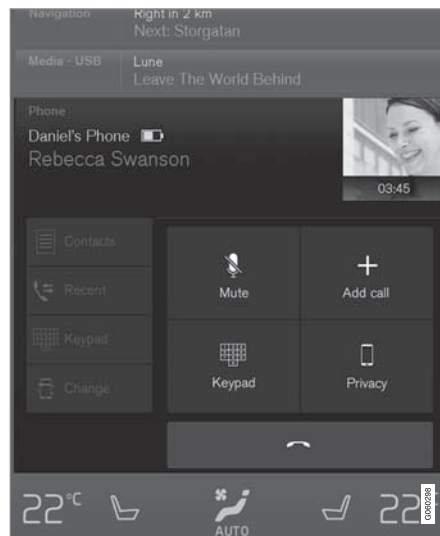 Navigation
Right in 2 km
Next: Storgatan
Media - USB
Lune
Leave The World Behind
Phone
Daniel's Phone
Rebecca Swanson
03:45
Contacts
Recent
Keypad
Change
Mute
Add call
Keypad
Privacy
22°C
AUTO
22
G060298